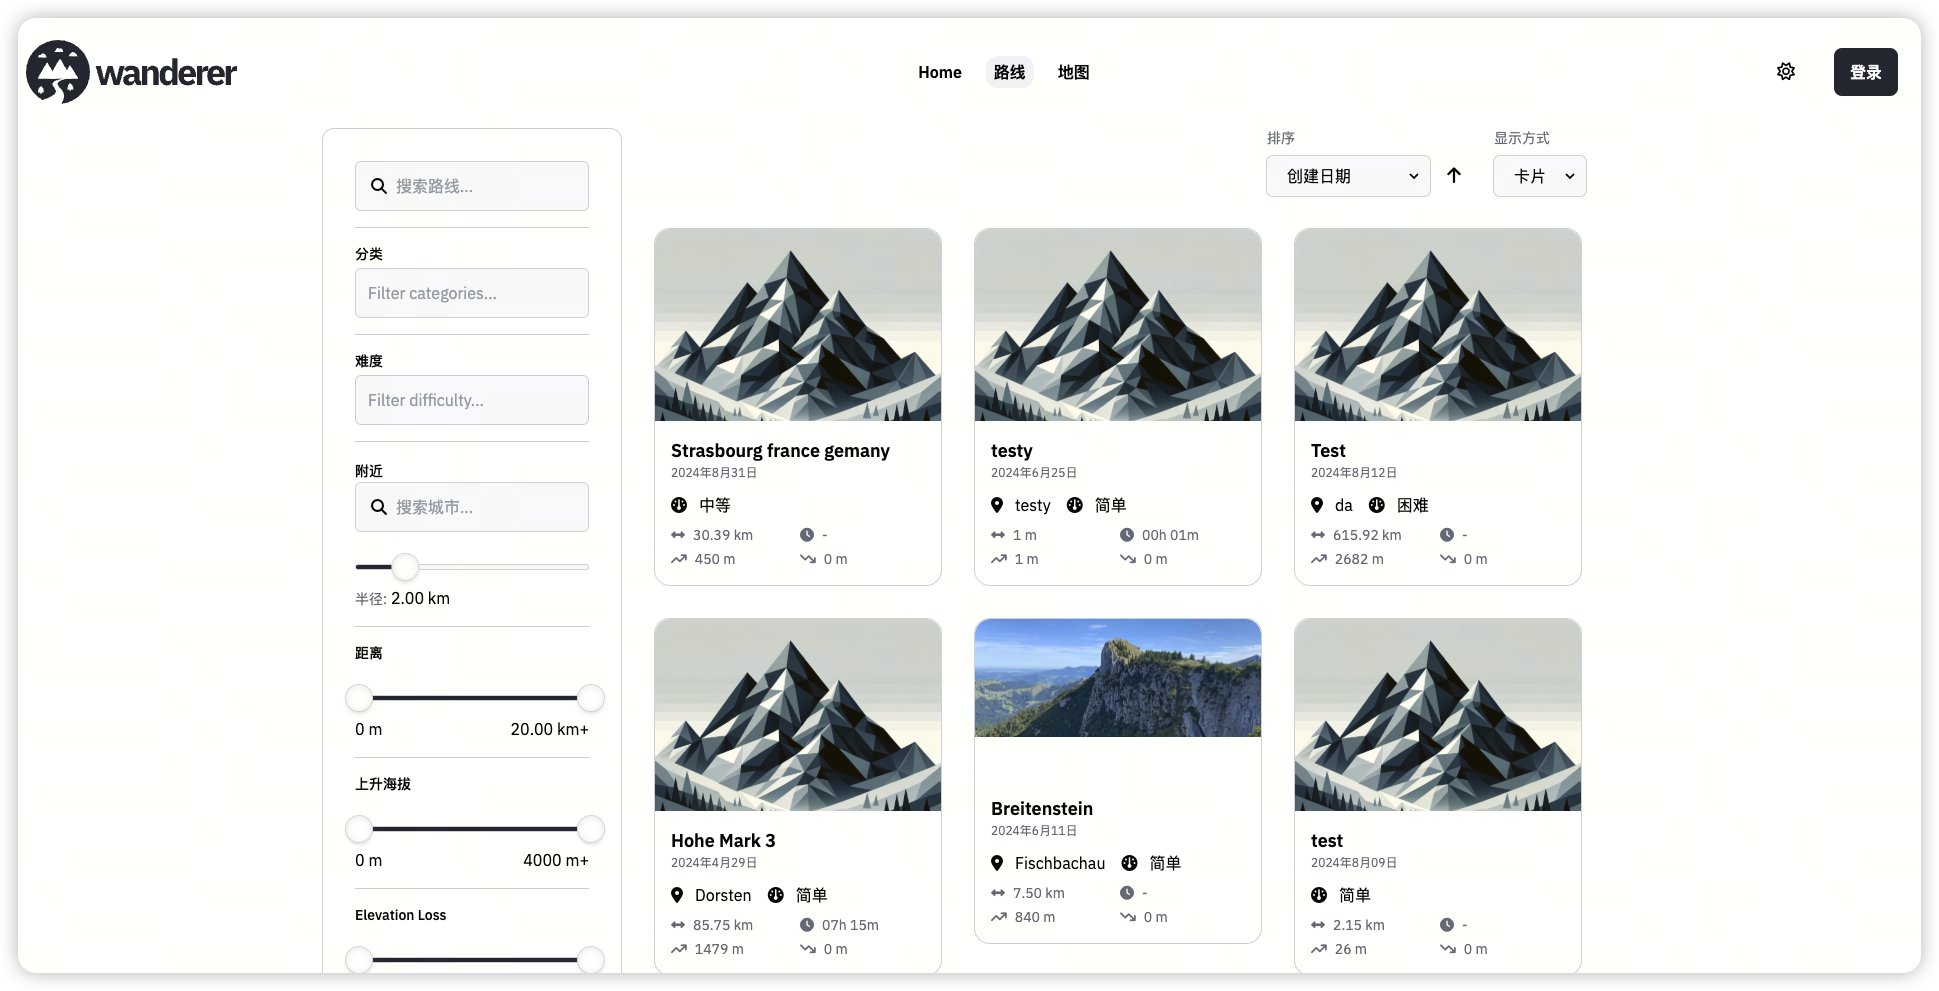 wanderer
Home 路线 地图
登录
搜索路线...
分类
Filter categories...
难度
Filter difficulty...
附近
搜索城市...
半径: 2.00 km
距离
0 m 20.00 km+
上升海拔
0 m 4000 m+
Elevation Loss
排序
创建日期
显示方式
卡片
Strasbourg france gemany
2024年8月31日
中等
30.39 km -
450 m 0 m
testy
2024年6月25日
testy 简单
1 m 00h 01m
1 m 0 m
Test
2024年8月12日
da 困难
615.92 km -
2682 m 0 m
Hohe Mark 3
2024年4月29日
Dorsten 简单
85.75 km 07h 15m
1479 m 0 m
Breitenstein
2024年6月11日
Fischbachau 简单
7.50 km -
840 m 0 m
test
2024年8月09日
简单
2.15 km -
26 m 0 m